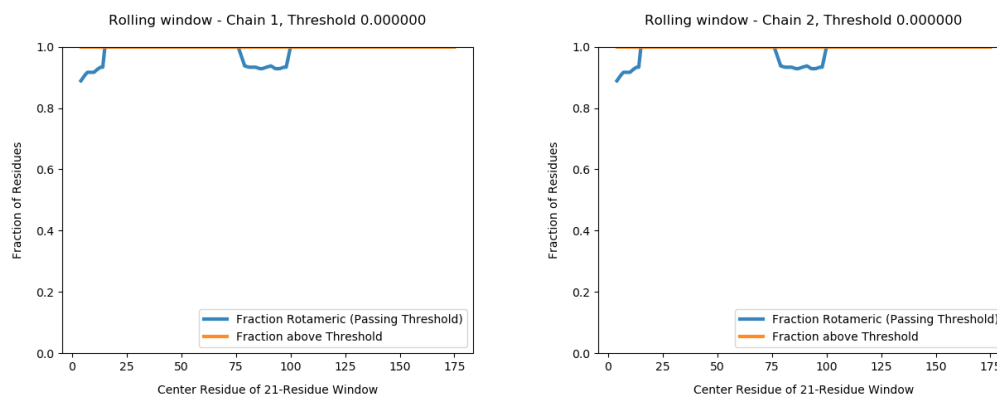 Rolling window - Chain 1, Threshold 0.000000
1.0
0.8
0.6
0.4
0.2
0.0
Fraction of Residues
Fraction Rotameric (Passing Threshold)
Fraction above Threshold
0 25 50 75 100 125 150 175
Center Residue of 21-Residue Window
Rolling window - Chain 2, Threshold 0.000000
1.0
0.8
0.6
0.4
0.2
0.0
Fraction of Residues
Fraction Rotameric (Passing Threshold)
Fraction above Threshold
0 25 50 75 100 125 150 175
Center Residue of 21-Residue Window